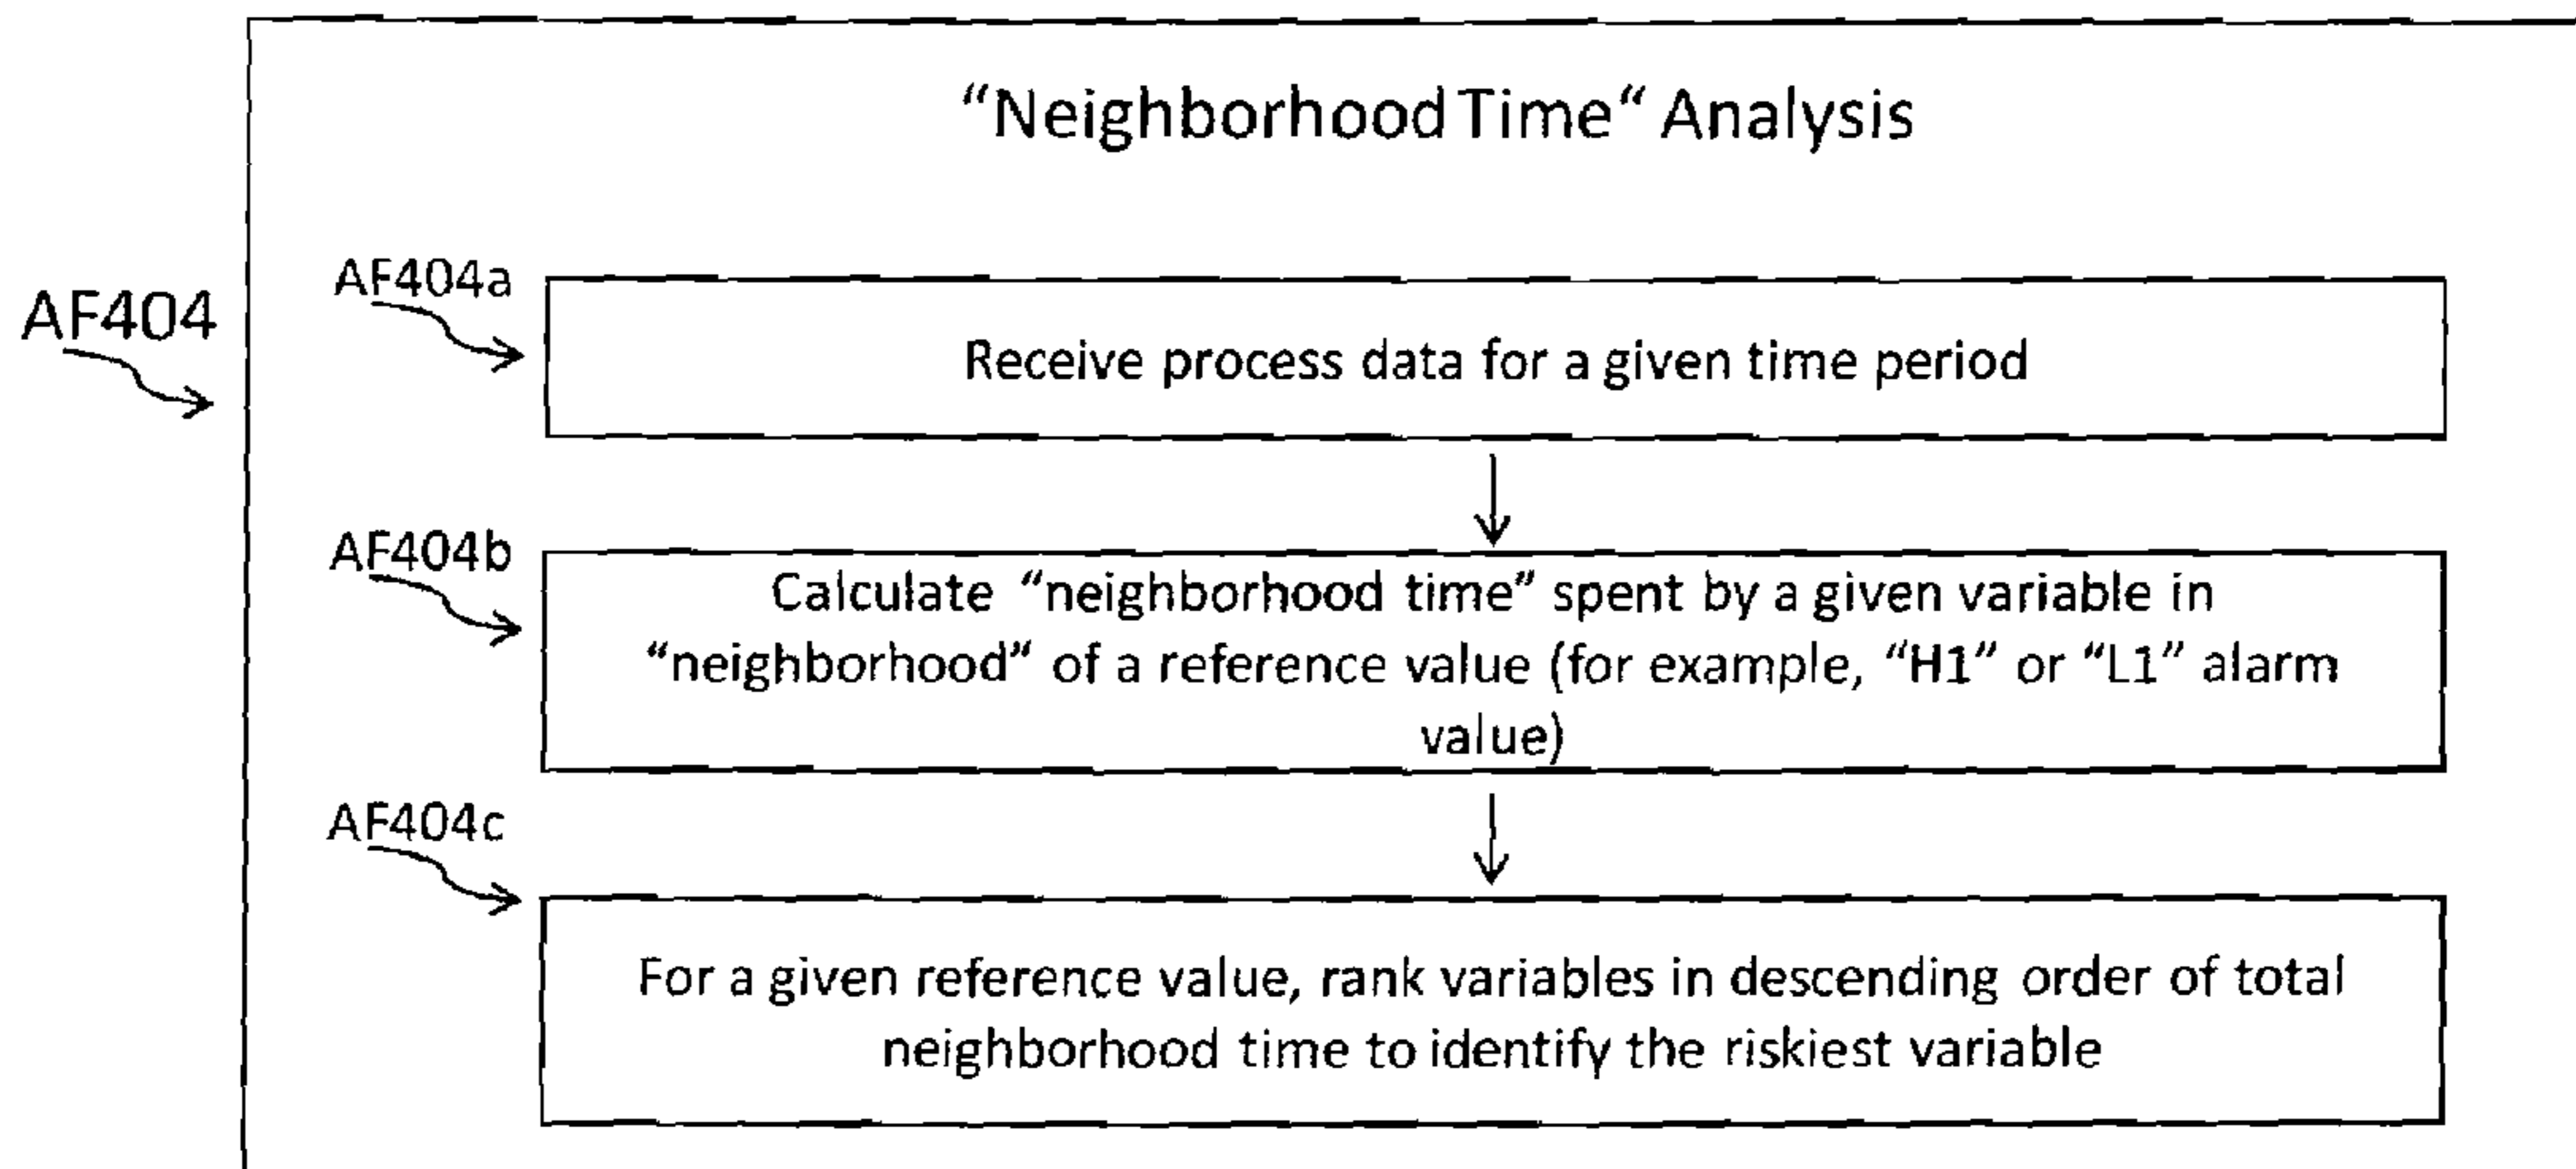 “Neighborhood Time“ Analysis
AF404a
AF404
Receive process data for a given time period
AF404b
Calculate “neighborhood time” spent by a given variable in
“neighborhood” of a reference value (for example, “H1” or “L1” alarm
value)
AF404c
For a given reference value, rank variables in descending order of total
neighborhood time to identify the riskiest variable